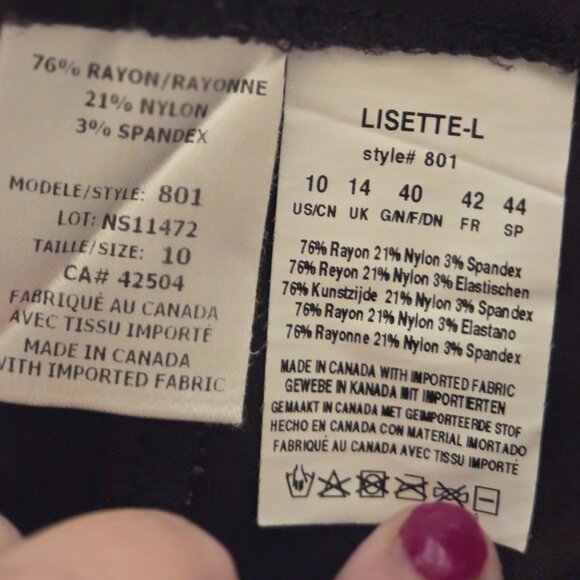 76% RAYON/RAYONNE
21% NYLON
3% SPANDEX
MODELE/STYLE: 801
LOT: NS11472
TAILLE/SIZE: 10
CA# 42504
FABRIQUÉ AU CANADA
AVEC TISSU IMPORTÉ
MADE IN CANADA
WITH IMPORTED FABRIC
LISETTE-L
style# 801
10 14 40 42 44
US/CN UK G/N/F/DN FR SP
76% Rayon 21% Nylon 3% Spandex
76% Reyon 21% Nylon 3% Elastischen
76% Kunstzijde 21% Nylon 3% Spandex
76% Rayon 21% Nylon 3% Elastano
76% Rayonne 21% Nylon 3% Spandex
MADE IN CANADA WITH IMPORTED FABRIC
GEWEBE IN KANADA MIT IMPORTIERTEN
GEMAAKT IN CANADA MET GEIMPORTEERDE STOF
HECHO EN CANADA CON MATERIAL IMORTADO
FABRIQUÉ AU CANADA AVEC TISSU IMPORTÉ